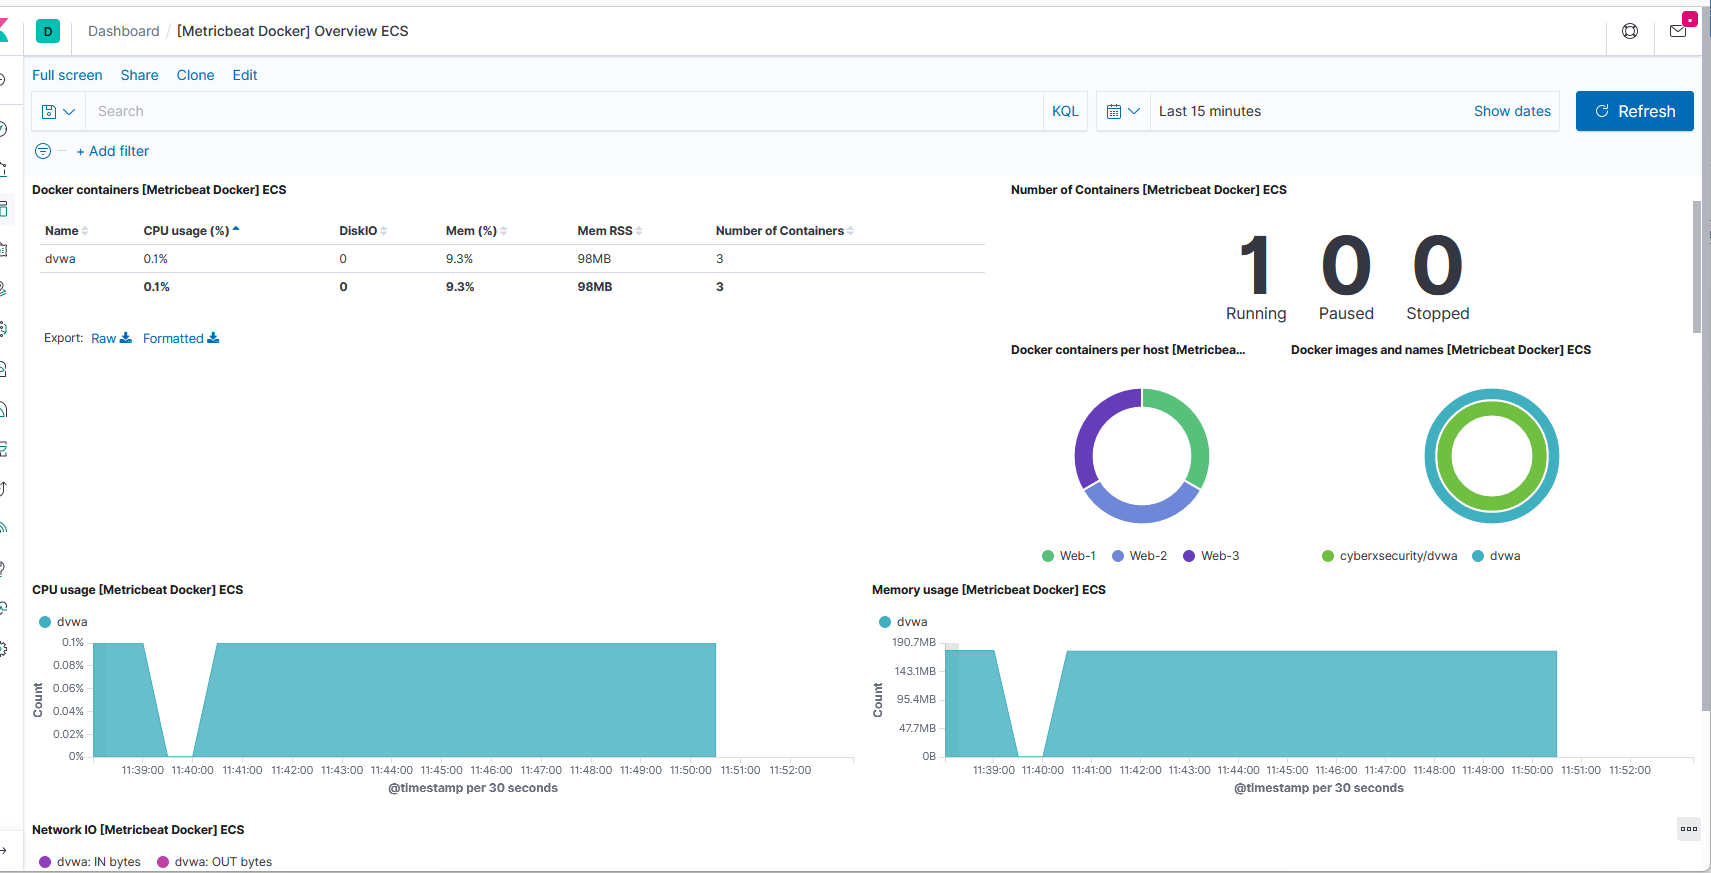 D Dashboard / [Metricbeat Docker] Overview ECS
Full screen Share Clone Edit
Search KQL Last 15 minutes Show dates Refresh
+ Add filter
Docker containers [Metricbeat Docker] ECS
Name CPU usage (%) DiskIO Mem (%) Mem RSS Number of Containers
dvwa 0.1% 0 9.3% 98MB 3
0.1% 0 9.3% 98MB 3
Export: Raw Formatted
Number of Containers [Metricbeat Docker] ECS
1 0 0
Running Paused Stopped
Docker containers per host [Metricbea...
Web-1 Web-2 Web-3
Docker images and names [Metricbeat Docker] ECS
cyberxsecurity/dvwa dvwa
CPU usage [Metricbeat Docker] ECS
dvwa
0.1%
0.08%
0.06%
0.04%
0.02%
0%
Count
11:39:00 11:40:00 11:41:00 11:42:00 11:43:00 11:44:00 11:45:00 11:46:00 11:47:00 11:48:00 11:49:00 11:50:00 11:51:00 11:52:00
@timestamp per 30 seconds
Memory usage [Metricbeat Docker] ECS
dvwa
190.7MB
143.1MB
95.4MB
47.7MB
0B
Count
11:39:00 11:40:00 11:41:00 11:42:00 11:43:00 11:44:00 11:45:00 11:46:00 11:47:00 11:48:00 11:49:00 11:50:00 11:51:00 11:52:00
@timestamp per 30 seconds
Network IO [Metricbeat Docker] ECS
dvwa: IN bytes dvwa: OUT bytes